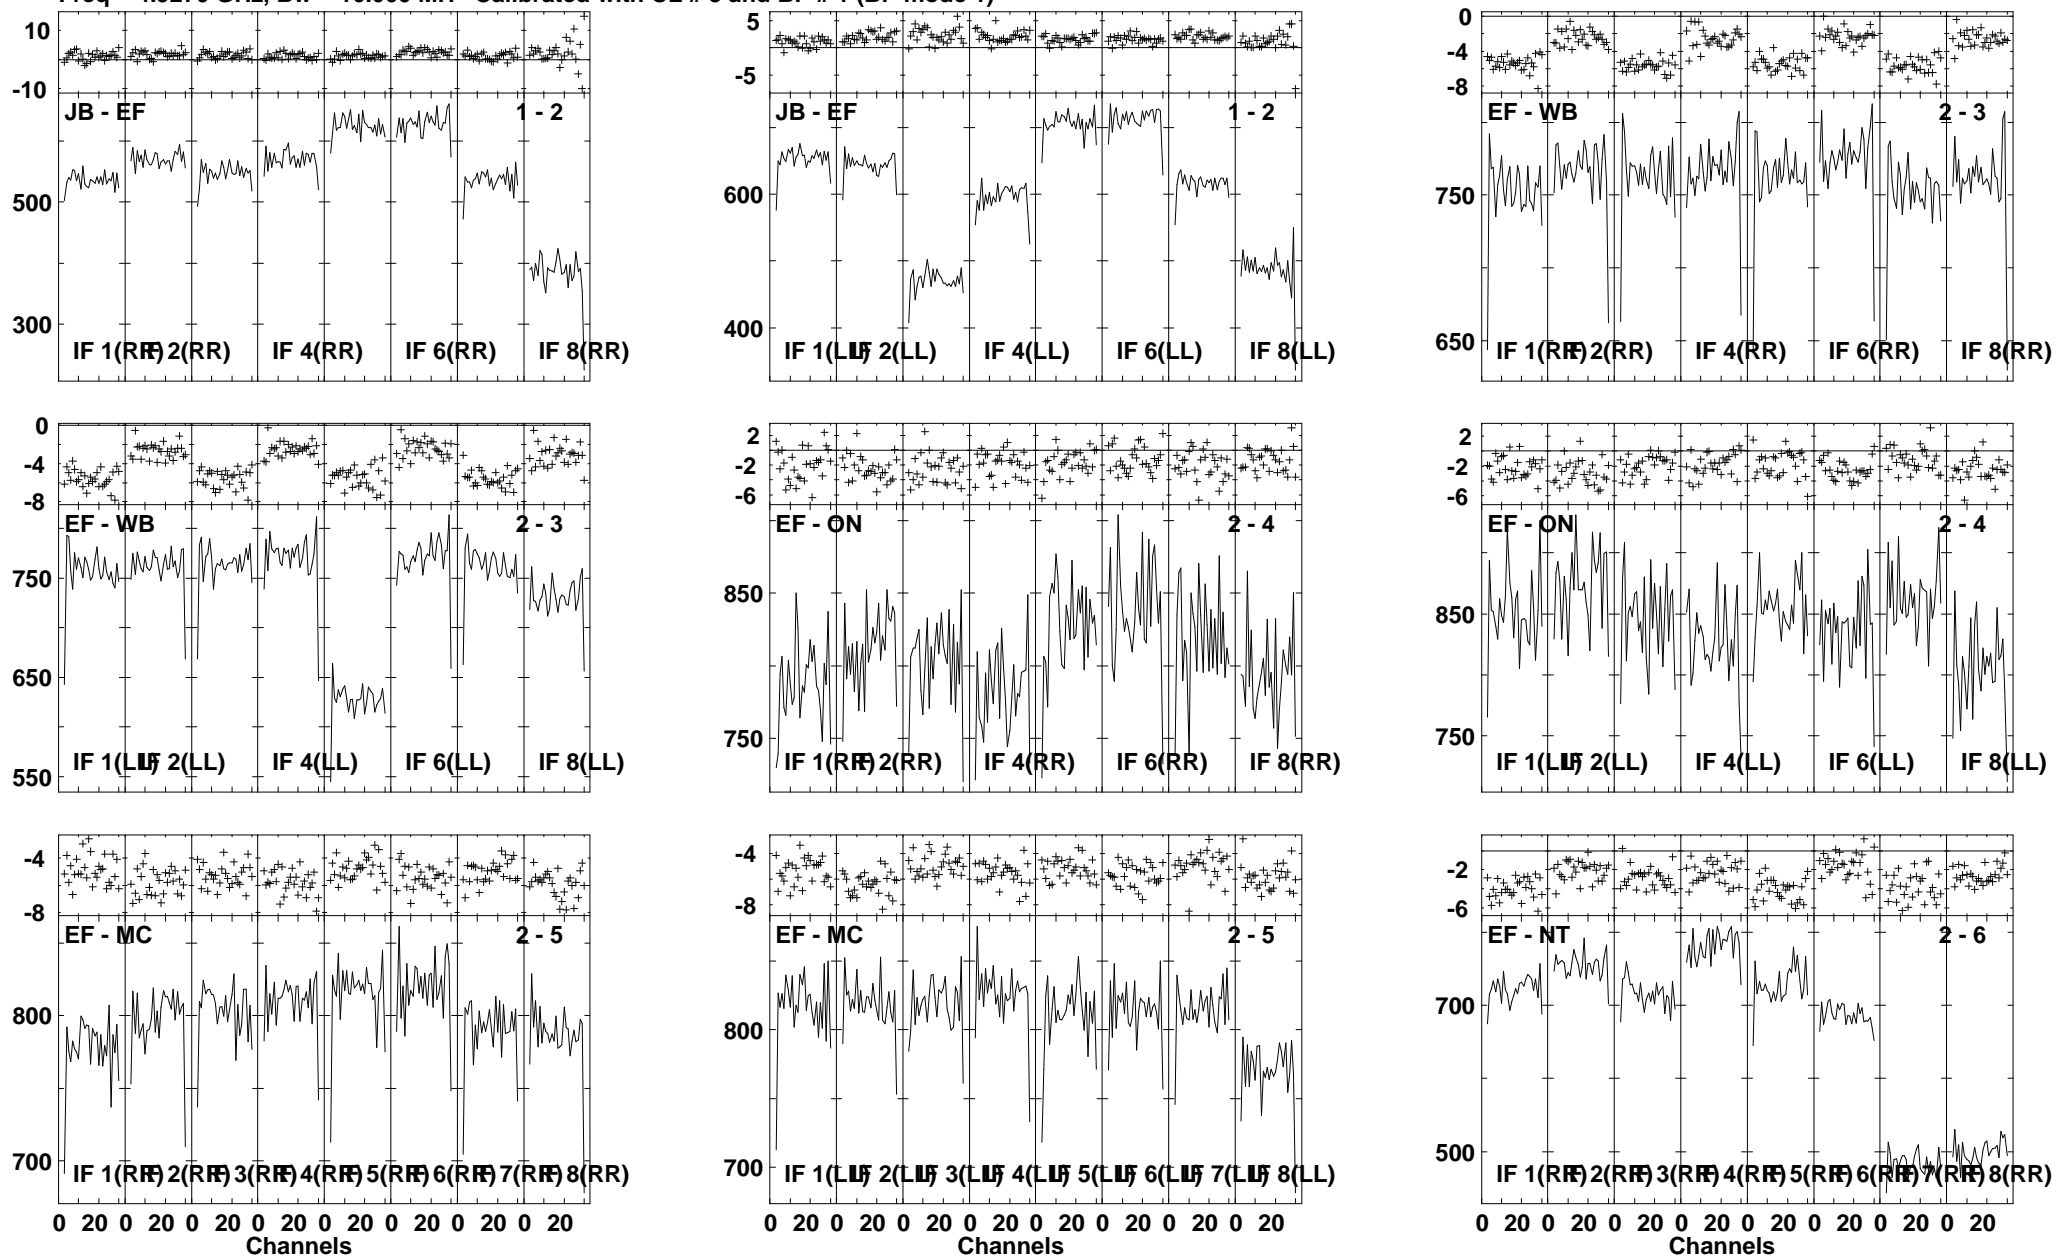 10
-10
JB - EF 1 - 2
500
300
IF 1(RR) IF 2(RR) IF 4(RR) IF 6(RR) IF 8(RR)
5
-5
JB - EF 1 - 2
600
400
IF 1(LL) IF 2(LL) IF 4(LL) IF 6(LL) IF 8(LL)
0
-4
-8
EF - WB 2 - 3
750
650
IF 1(RR) IF 2(RR) IF 4(RR) IF 6(RR) IF 8(RR)
0
-4
-8
EF - WB 2 - 3
750
650
550
IF 1(LL) IF 2(LL) IF 4(LL) IF 6(LL) IF 8(LL)
2
-2
-6
EF - ON 2 - 4
850
750
IF 1(RR) IF 2(RR) IF 4(RR) IF 6(RR) IF 8(RR)
2
-2
-6
EF - ON 2 - 4
850
750
IF 1(LL) IF 2(LL) IF 4(LL) IF 6(LL) IF 8(LL)
-4
-8
EF - MC 2 - 5
800
700
IF 1(RR) IF 2(RR) IF 3(RR) IF 4(RR) IF 5(RR) IF 6(RR) IF 7(RR) IF 8(RR)
0 20 0 20 0 20 0 20 0 20 0 20 0 20 0 20
Channels
-4
-8
EF - MC 2 - 5
800
700
IF 1(LL) IF 2(LL) IF 3(LL) IF 4(LL) IF 5(LL) IF 6(LL) IF 7(LL) IF 8(LL)
0 20 0 20 0 20 0 20 0 20 0 20 0 20 0 20
Channels
-2
-6
EF - NT 2 - 6
700
500
IF 1(RR) IF 2(RR) IF 3(RR) IF 4(RR) IF 5(RR) IF 6(RR) IF 7(RR) IF 8(RR)
0 20 0 20 0 20 0 20 0 20 0 20 0 20 0 20
Channels